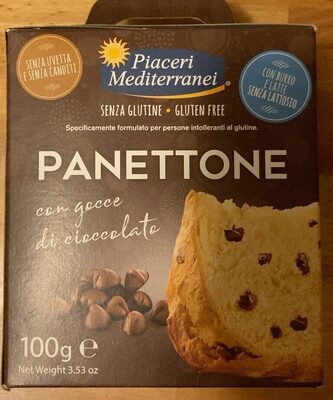 SENZA UVETTA
E SENZA CANDITI
Piaceri
Mediterranei®
CON BURRO
E LATTE
SENZA LATTOSIO
SENZA GLUTINE • GLUTEN FREE
Specificamente formulato per persone intolleranti al glutine.
PANETTONE
con gocce
di cioccolato
100g e
Net Weight 3.53 oz